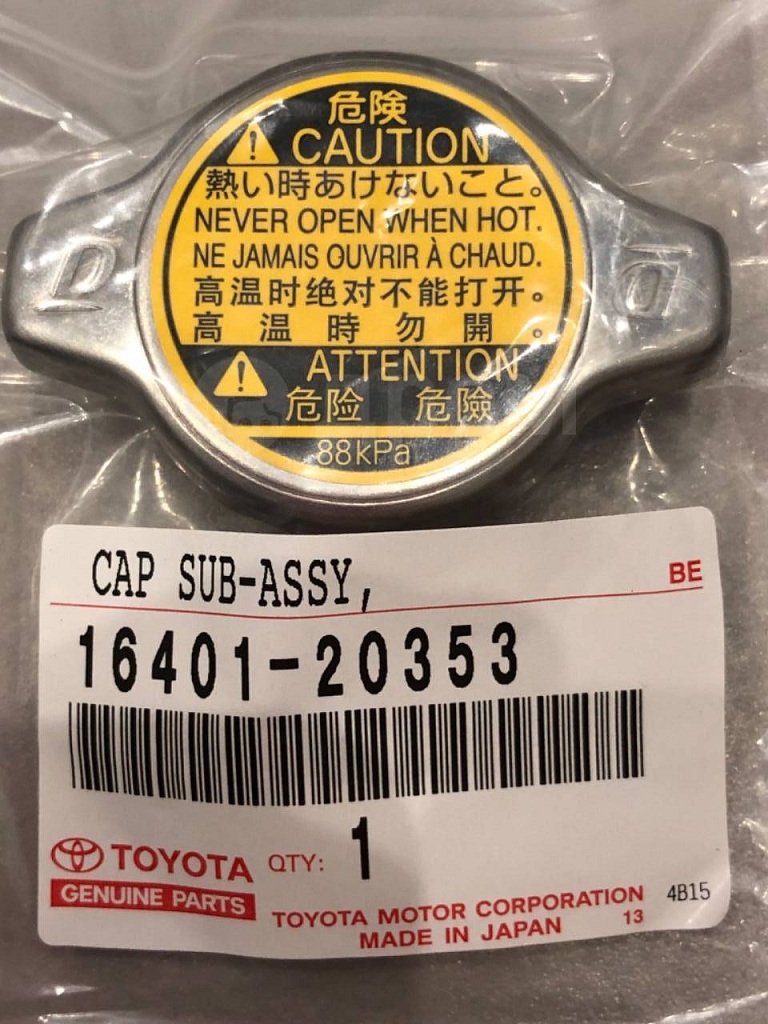 危険
CAUTION
熱い時あけないこと。
NEVER OPEN WHEN HOT.
NE JAMAIS OUVRIR À CHAUD.
高温时绝对不能打开。
高温時勿開。
ATTENTION
危险 危險
88kPa
CAP SUB-ASSY,
BE
16401-20353
TOYOTA QTY: 1
GENUINE PARTS
TOYOTA MOTOR CORPORATION 4B15
MADE IN JAPAN 13